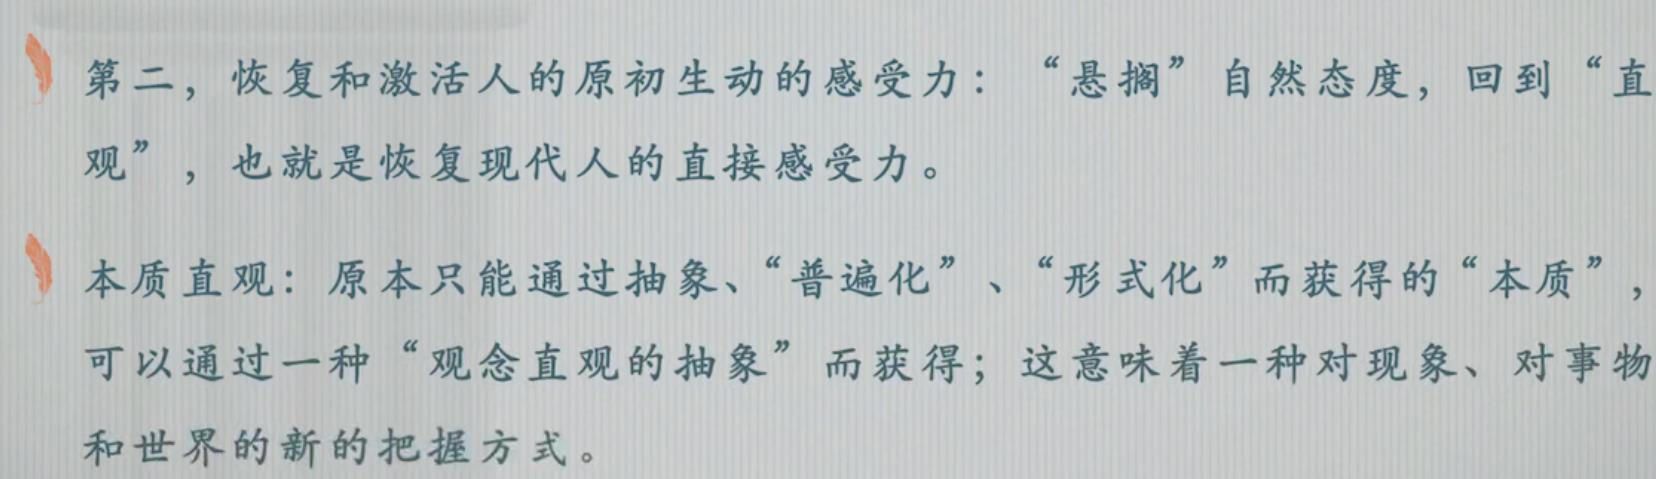 第二，恢复和激活人的原初生动的感受力：“悬搁”自然态度，回到“直
观”，也就是恢复现代人的直接感受力。
本质直观：原本只能通过抽象、“普遍化”、“形式化”而获得的“本质”，
可以通过一种“观念直观的抽象”而获得；这意味着一种对现象、对事物
和世界的新的把握方式。